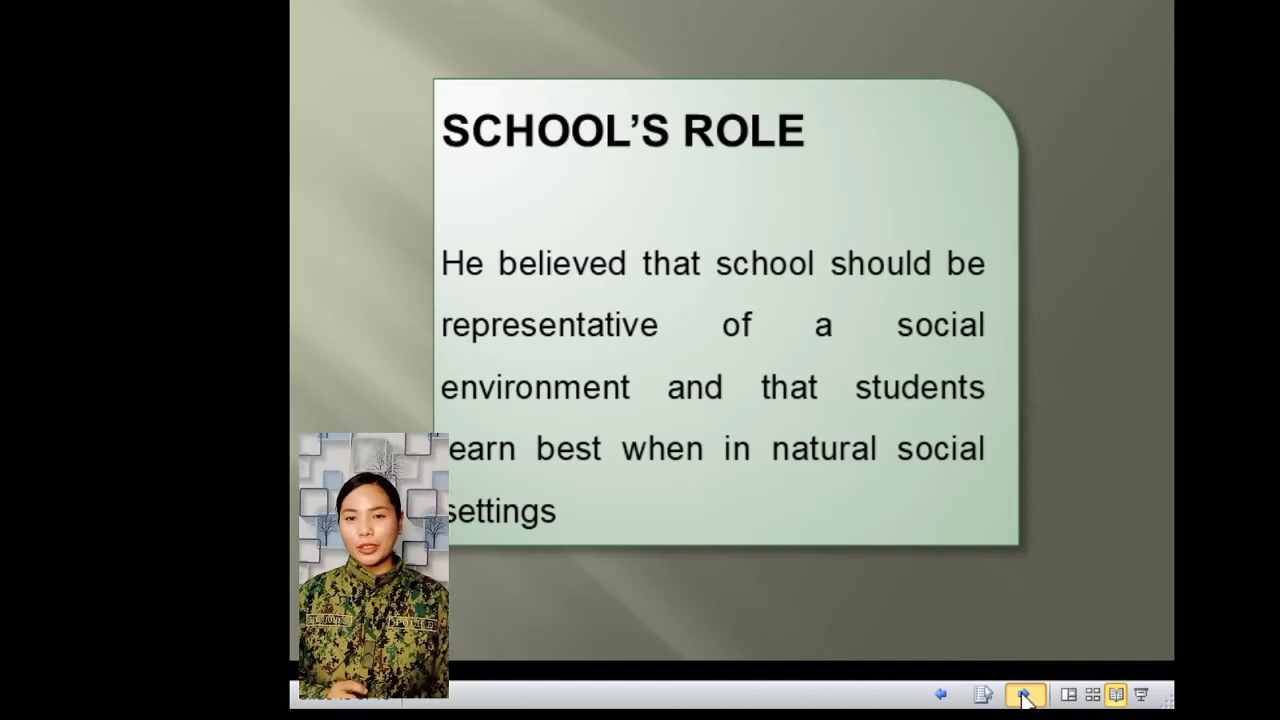 SCHOOL’S ROLE
He believed that school should be
representative of a social
environment and that students
earn best when in natural social
settings